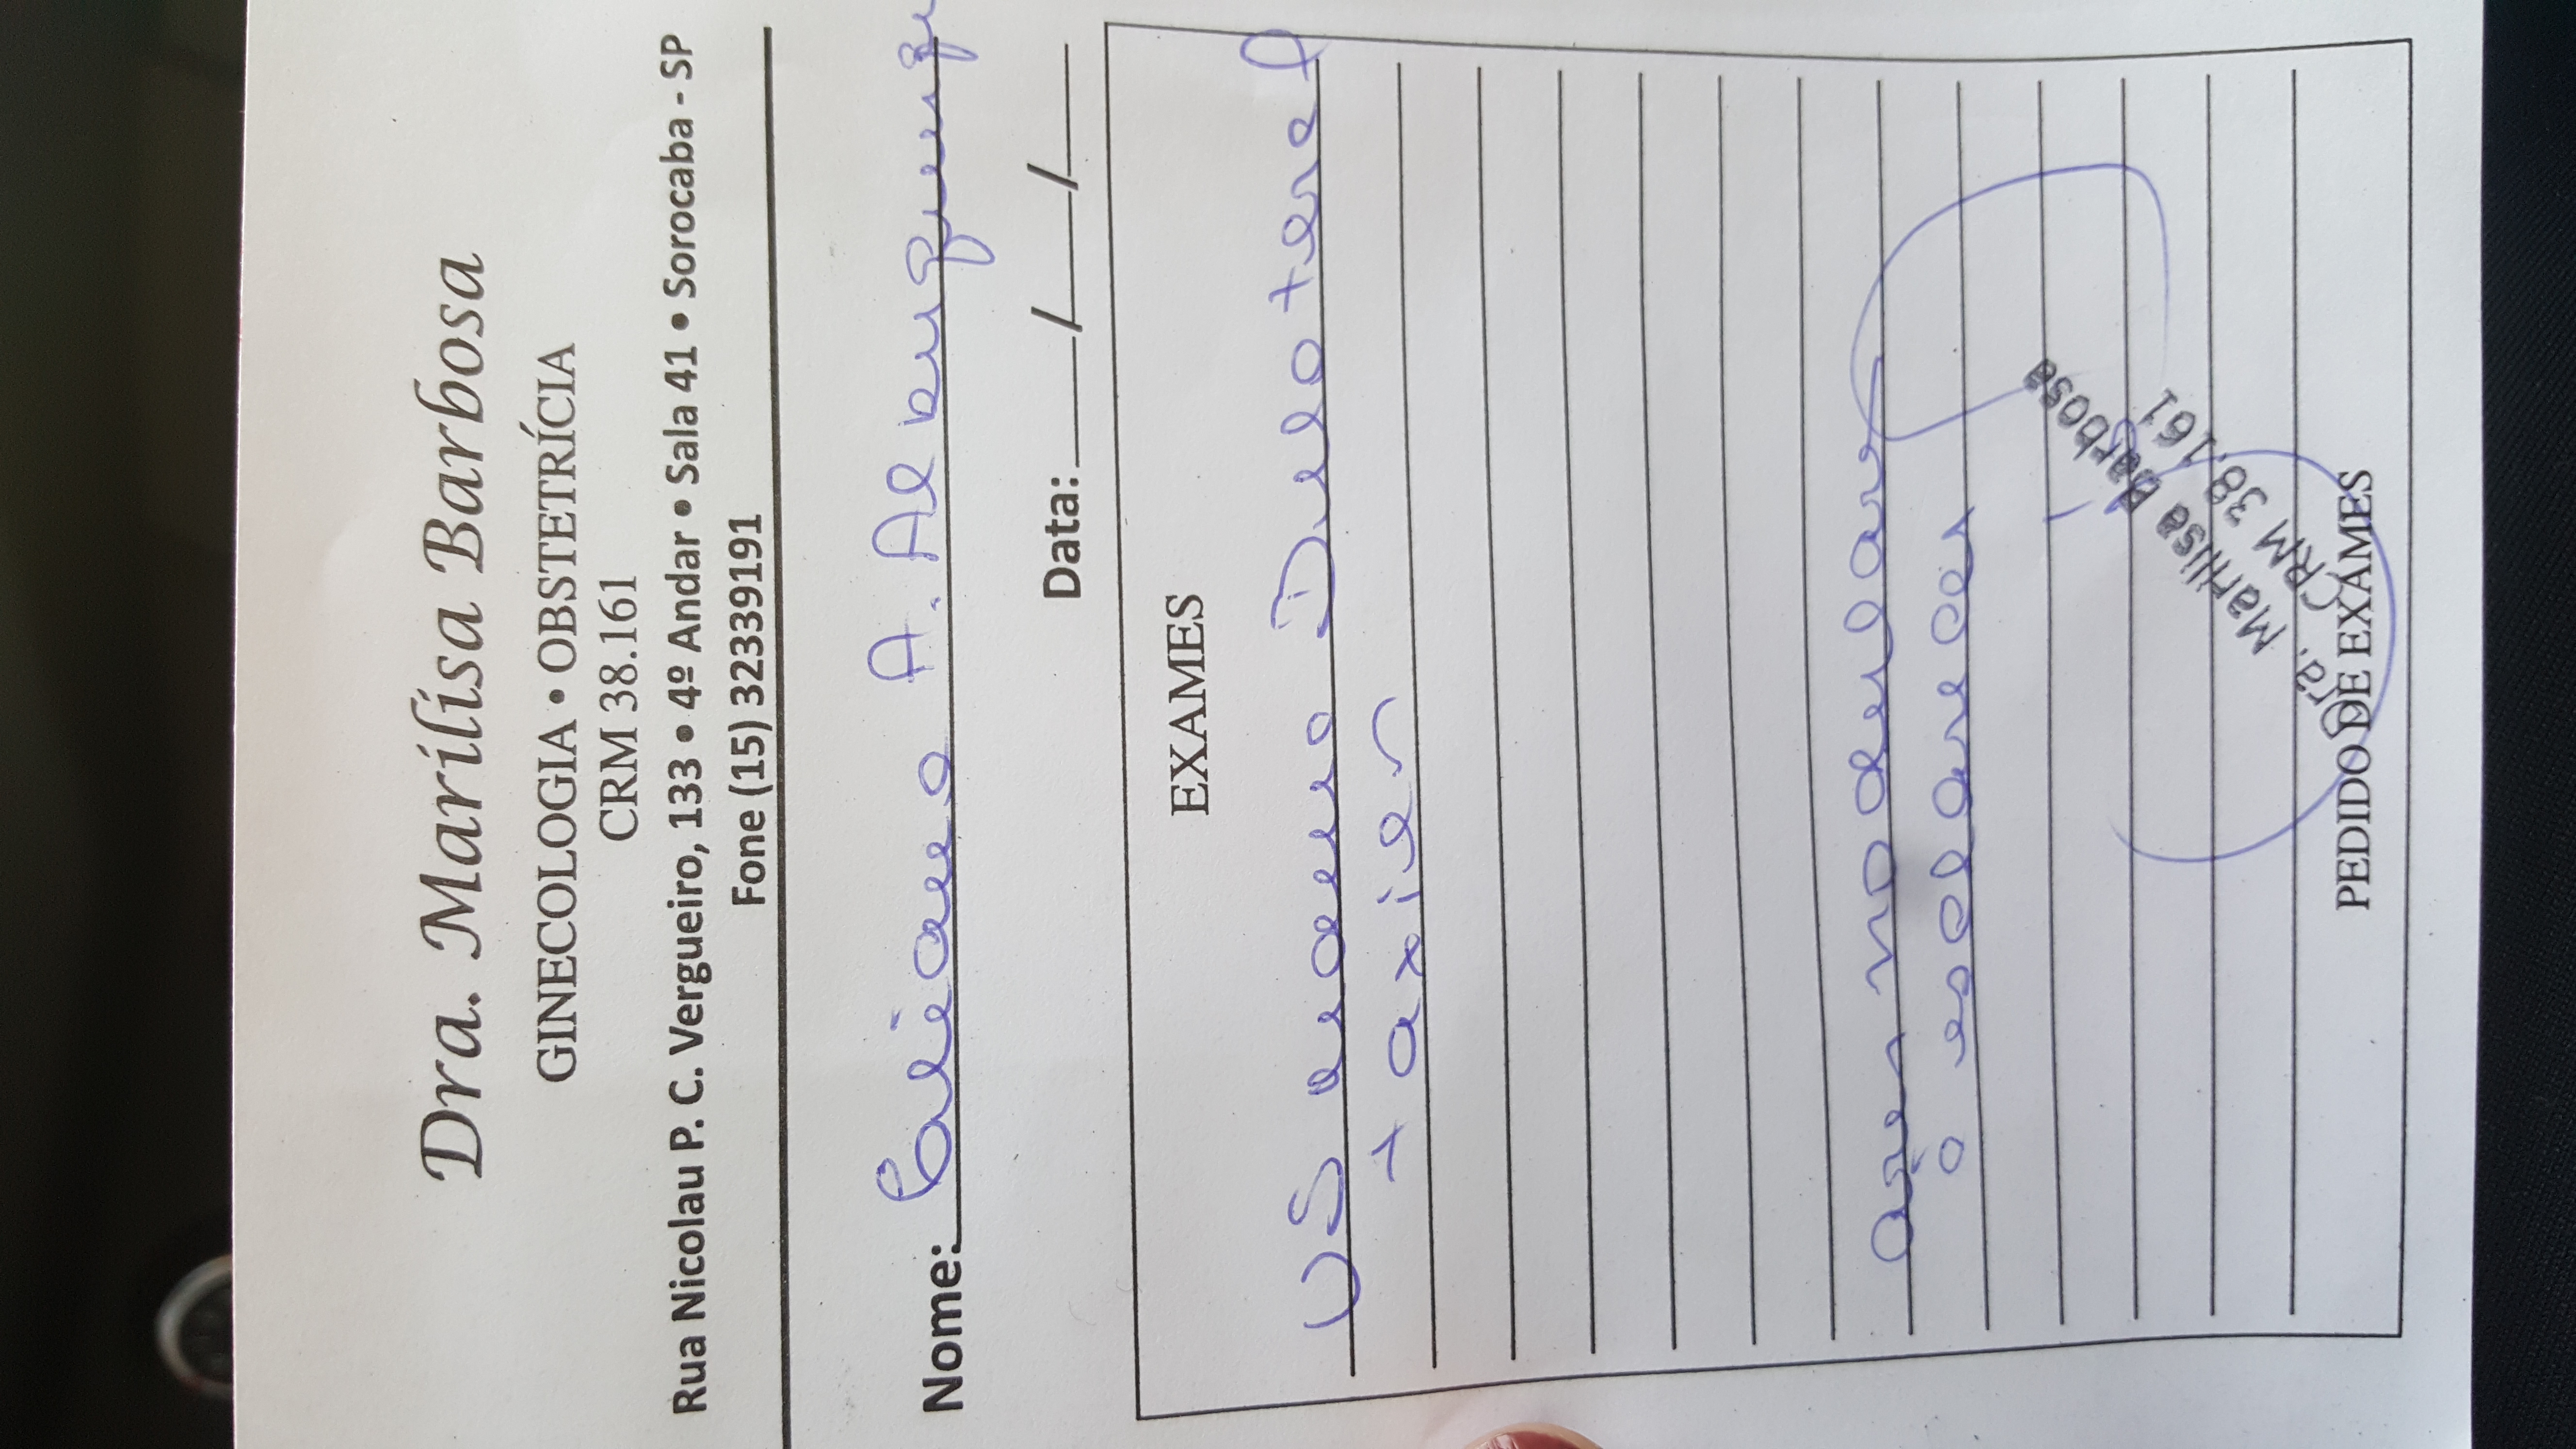 Dra. Marilisa Barbosa
GINECOLOGIA • OBSTETRÍCIA
CRM 38.161
Rua Nicolau P. C. Vergueiro, 133 • 4º Andar • Sala 41 • Sorocaba - SP
Fone (15) 32339191
Nome: A.
Data: / /
EXAMES
US mama Bilateral
+ axilar
área nodular
à esclarecer
Dra. Marilisa Barbosa
CRM 38.161
PEDIDO DE EXAMES